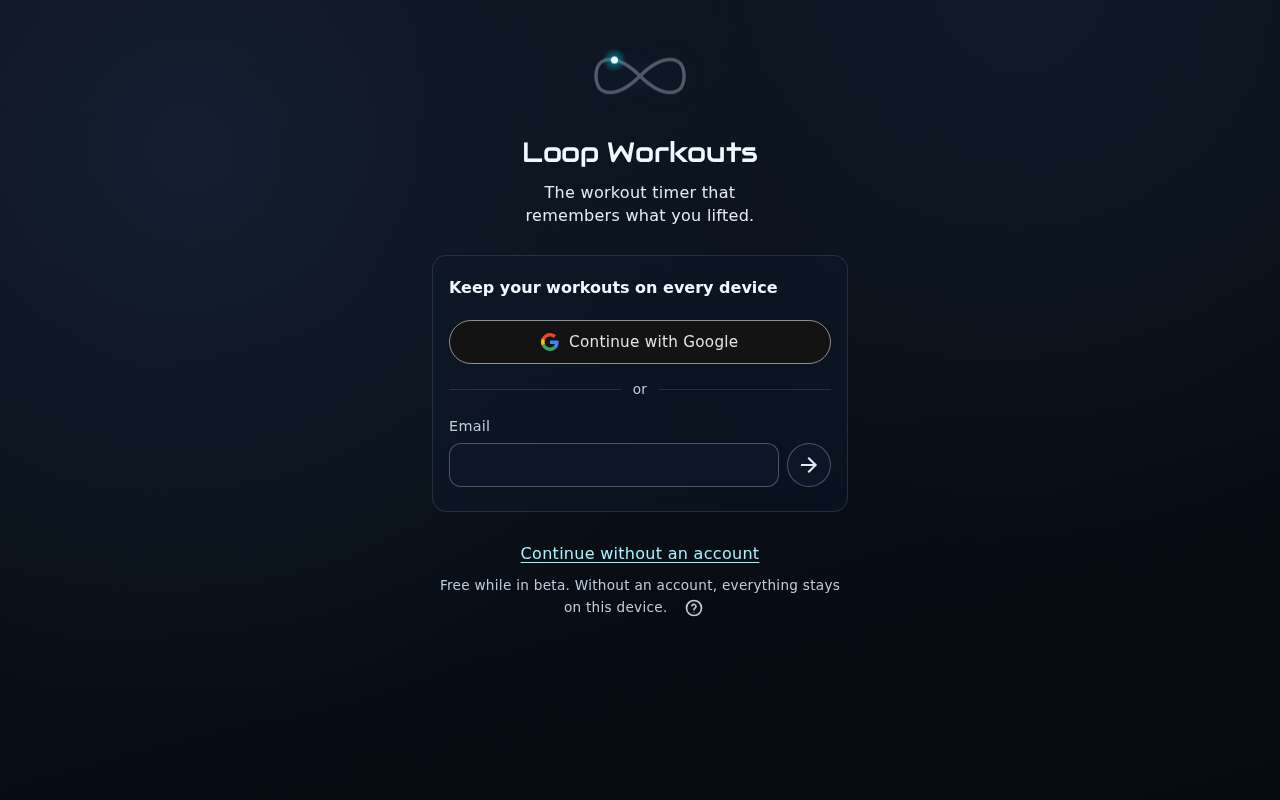 Loop Workouts
The workout timer that
remembers what you lifted.
Keep your workouts on every device
Continue with Google
or
Email
Continue without an account
Free while in beta. Without an account, everything stays
on this device.